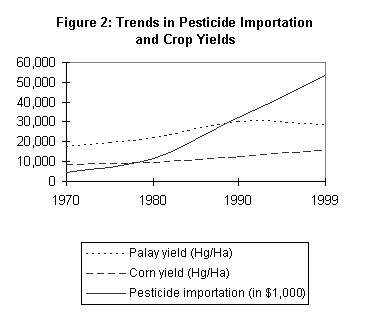 Figure 2: Trends in Pesticide Importation
and Crop Yields
60,000
50,000
40,000
30,000
20,000
10,000
0
1970 1980 1990 1999
Palay yield (Hg/Ha)
Corn yield (Hg/Ha)
Pesticide importation (in $1,000)